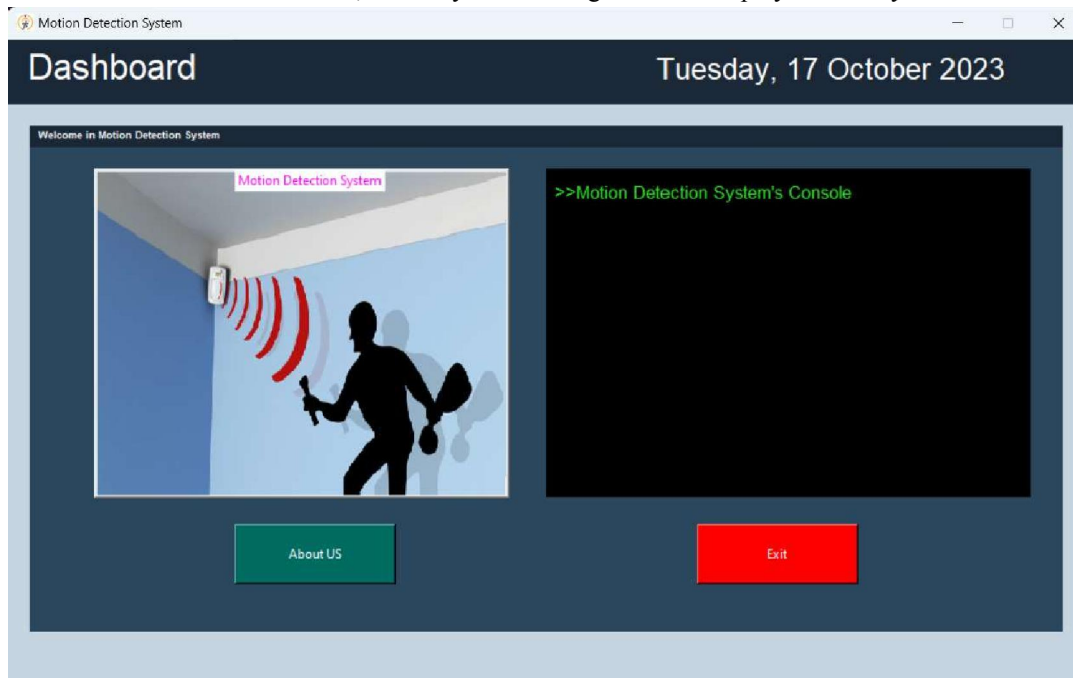 Motion Detection System
Dashboard
Tuesday, 17 October 2023
Welcome in Motion Detection System
Motion Detection System
>>Motion Detection System's Console
About US
Exit